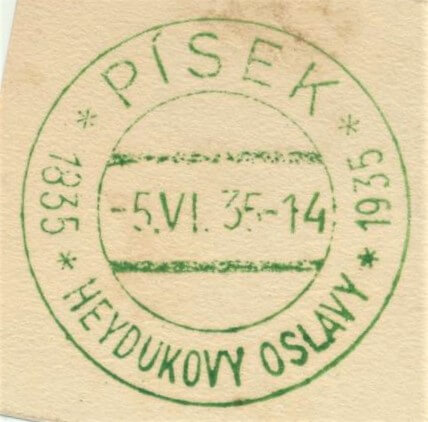 * PÍSEK *
1835 * 1935 *
-5.VI.35-14
HEYDUKOVY OSLAVY